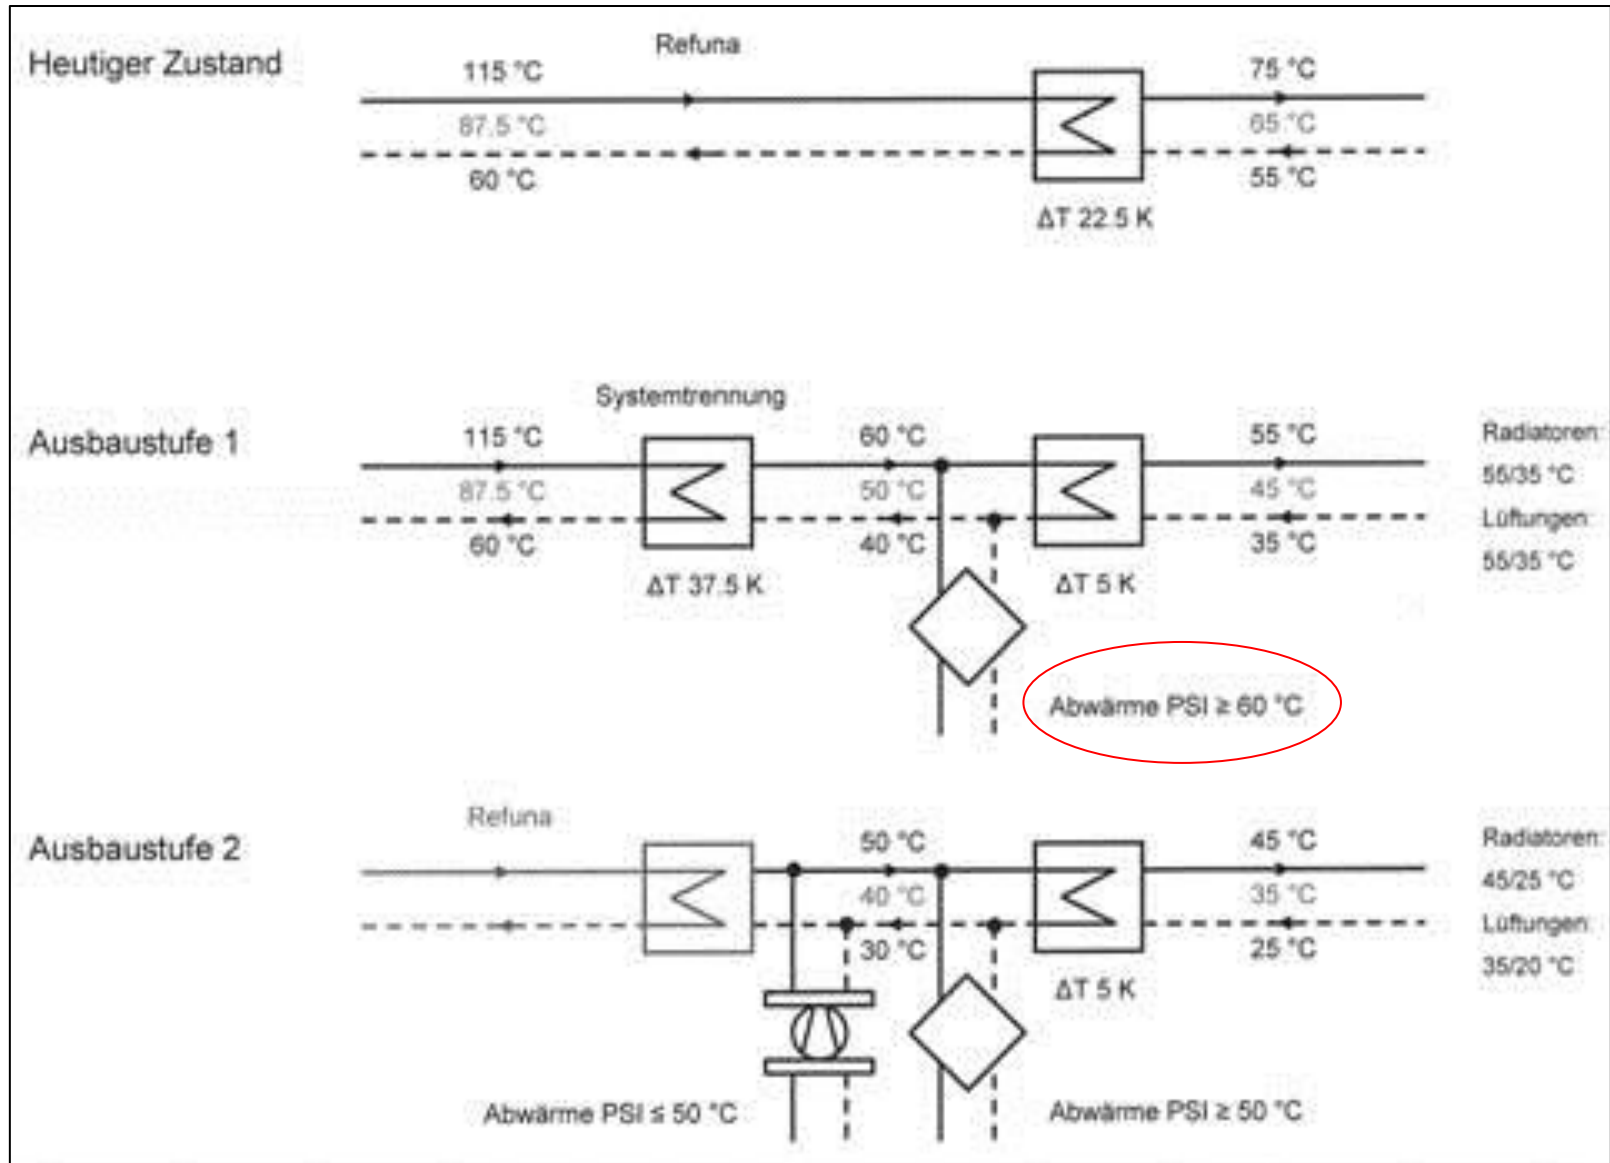 Heutiger Zustand
Refuna
115 °C
75 °C
87.5 °C
65 °C
60 °C
55 °C
ΔT 22.5 K
Systemtrennung
Ausbaustufe 1
115 °C
60 °C
55 °C
Radiatoren:
55/35 °C
87.5 °C
50 °C
45 °C
Lüftungen:
55/35 °C
60 °C
40 °C
35 °C
ΔT 37.5 K
ΔT 5 K
Abwärme PSI ≥ 60 °C
Refuna
Ausbaustufe 2
50 °C
45 °C
Radiatoren:
45/25 °C
40 °C
35 °C
Lüftungen:
35/20 °C
30 °C
25 °C
ΔT 5 K
Abwärme PSI ≤ 50 °C
Abwärme PSI ≥ 50 °C